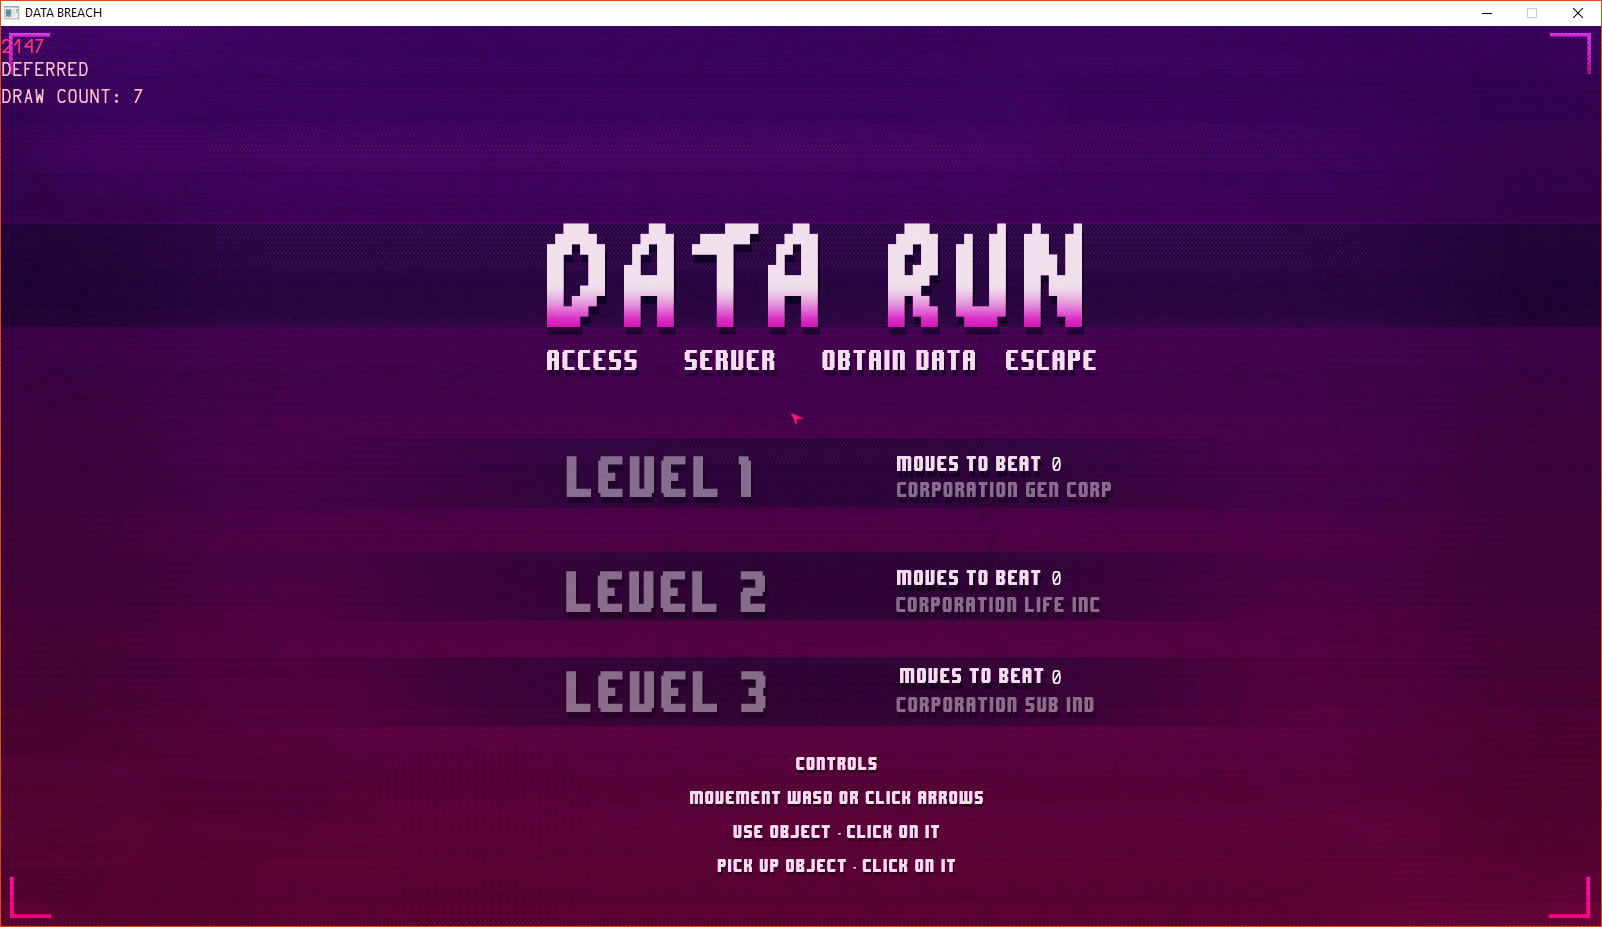 DATA BREACH
2147
DEFERRED
DRAW COUNT: 7
DATA RUN
ACCESS SERVER OBTAIN DATA ESCAPE
LEVEL 1
MOVES TO BEAT 0
CORPORATION GEN CORP
LEVEL 2
MOVES TO BEAT 0
CORPORATION LIFE INC
LEVEL 3
MOVES TO BEAT 0
CORPORATION SUB IND
CONTROLS
MOVEMENT WASD OR CLICK ARROWS
USE OBJECT - CLICK ON IT
PICK UP OBJECT - CLICK ON IT